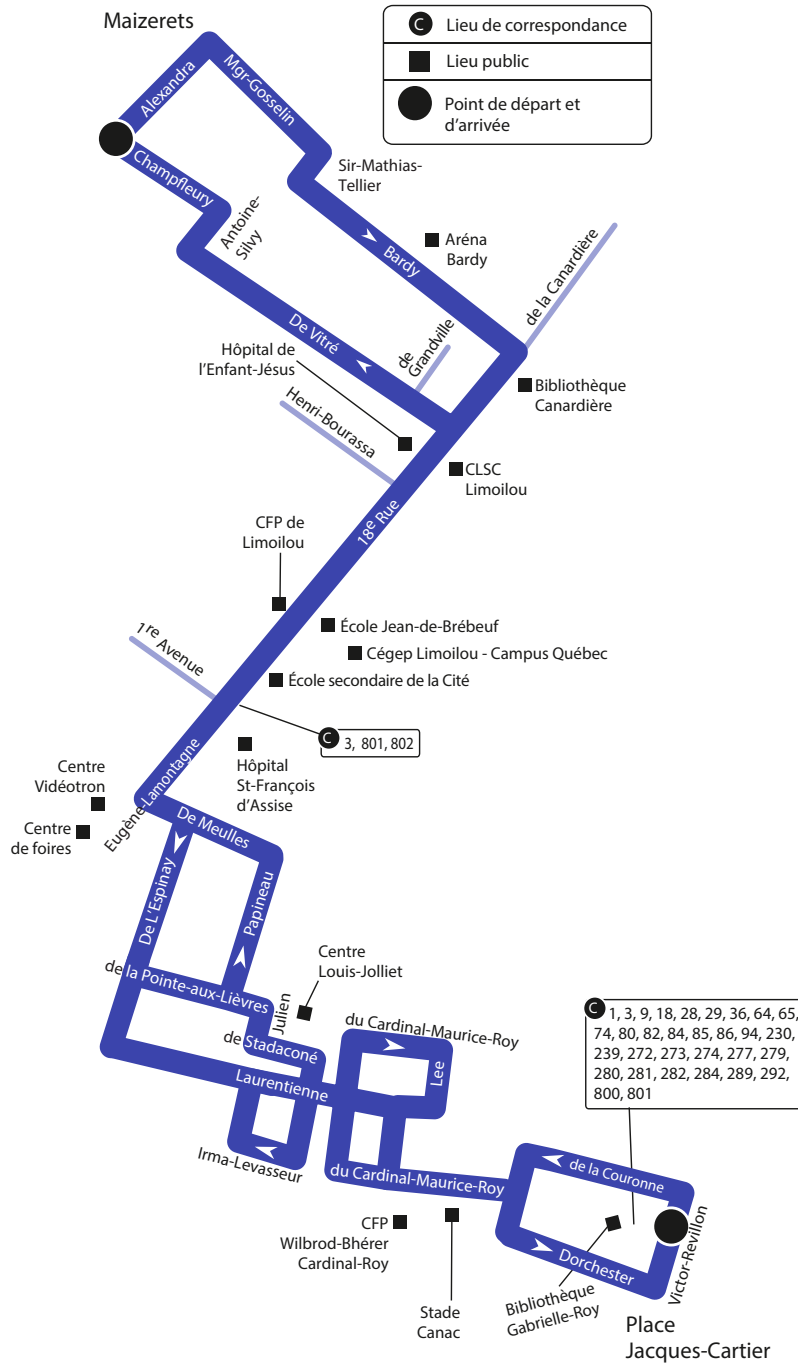 Maizerets
C Lieu de correspondance
Lieu public
Point de départ et
d'arrivée
Alexandra
Mgr-Gosselin
Champfleury
Sir-Mathias-
Tellier
Antoine-
Silvy
Bardy
Aréna
Bardy
de la Canardière
De Vitré
de
Grandville
Hôpital de
l'Enfant-Jésus
Bibliothèque
Canardière
Henri-Bourassa
CLSC
Limoilou
18e Rue
CFP de
Limoilou
École Jean-de-Brébeuf
Cégep Limoilou - Campus Québec
École secondaire de la Cité
1re Avenue
C 3, 801, 802
Hôpital
St-François
d'Assise
Centre
Vidéotron
Centre
de foires
Eugène-Lamontagne
De Meulles
De L'Espinay
Papineau
de la Pointe-aux-Lièvres
Julien
Centre
Louis-Jolliet
de Stadaconé
du Cardinal-Maurice-Roy
Lee
Laurentienne
Irma-Levasseur
du Cardinal-Maurice-Roy
C 1, 3, 9, 18, 28, 29, 36, 64, 65,
74, 80, 82, 84, 85, 86, 94, 230,
239, 272, 273, 274, 277, 279,
280, 281, 282, 284, 289, 292,
800, 801
de la Couronne
Dorchester
Victor-Revillon
CFP
Wilbrod-Bhérer
Cardinal-Roy
Stade
Canac
Bibliothèque
Gabrielle-Roy
Place
Jacques-Cartier